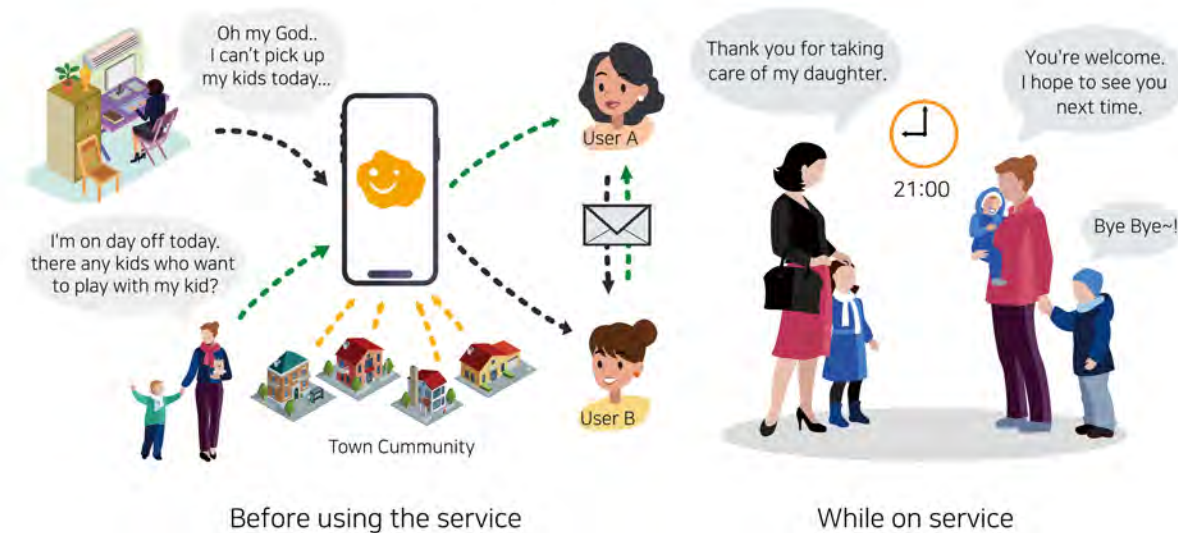 Oh my God..
I can't pick up
my kids today...
I'm on day off today.
there any kids who want
to play with my kid?
Town Cummunity
User A
User B
Before using the service
Thank you for taking
care of my daughter.
21:00
You're welcome.
I hope to see you
next time.
Bye Bye~!
While on service